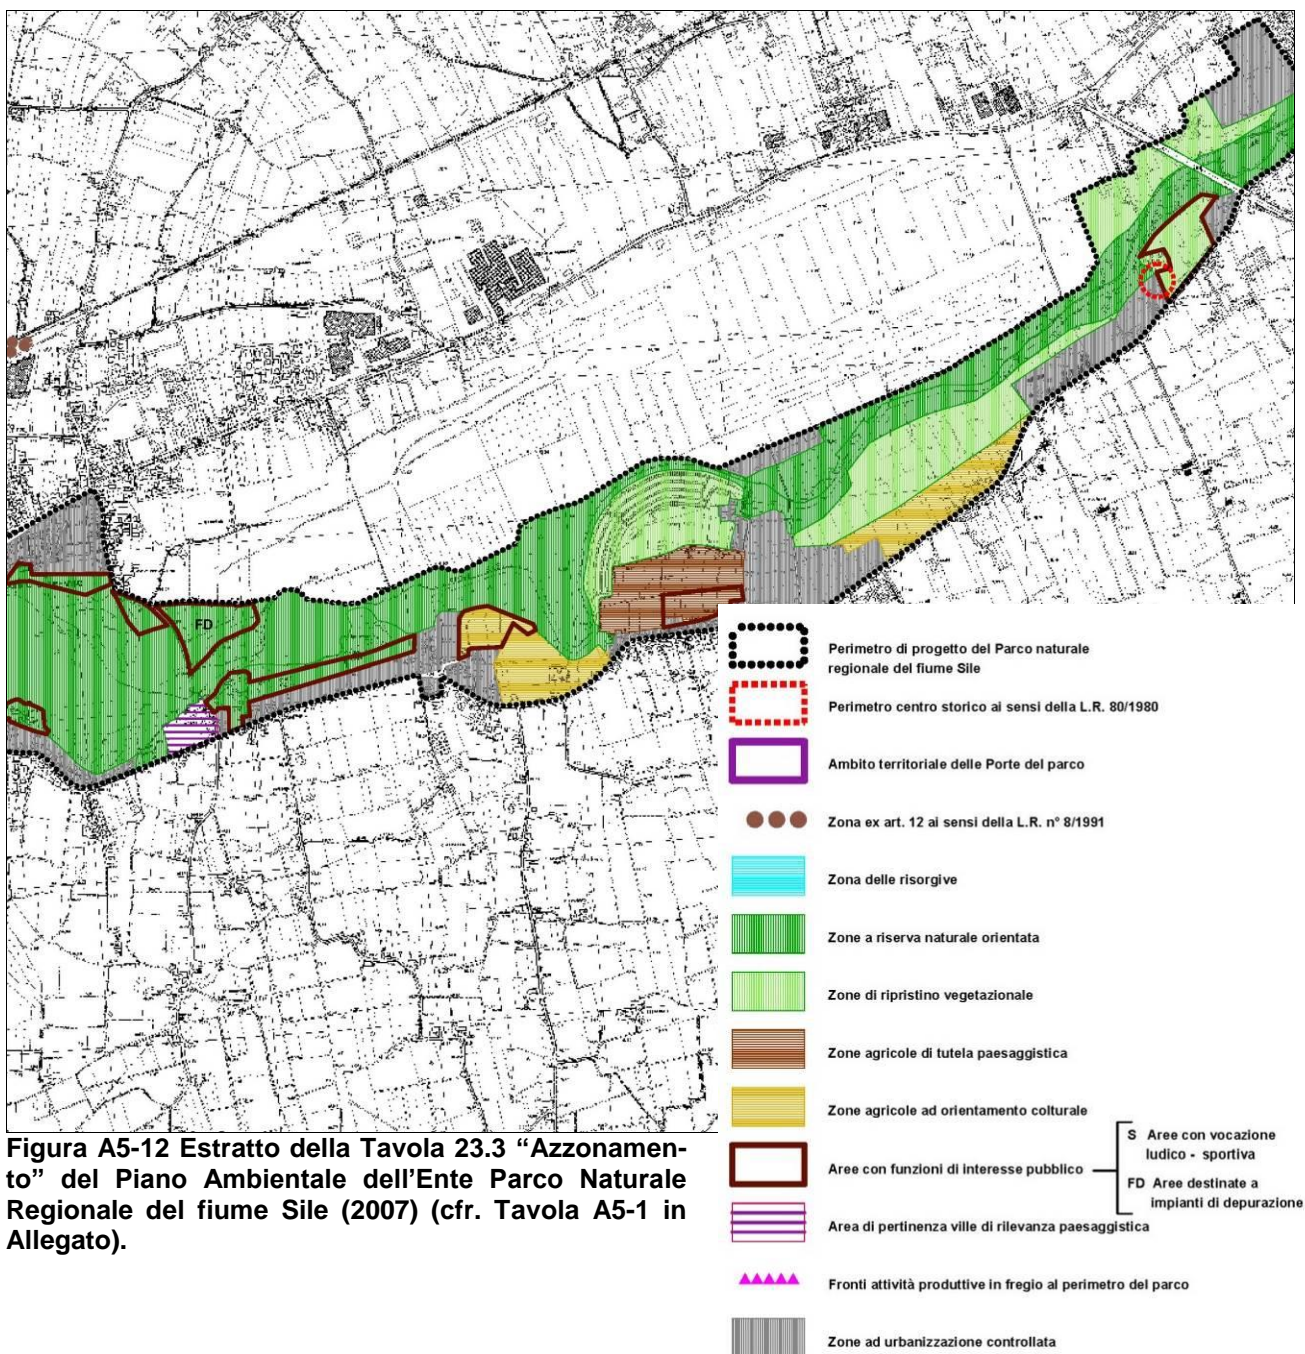 FD
Perimetro di progetto del Parco naturale
regionale del fiume Sile
Perimetro centro storico ai sensi della L.R. 80/1980
Ambito territoriale delle Porte del parco
Zona ex art. 12 ai sensi della L.R. n° 8/1991
Zona delle risorgive
Zone a riserva naturale orientata
Zone di ripristino vegetazionale
Zone agricole di tutela paesaggistica
Zone agricole ad orientamento colturale
Aree con funzioni di interesse pubblico
S Aree con vocazione
ludico - sportiva
FD Aree destinate a
impianti di depurazione
Area di pertinenza ville di rilevanza paesaggistica
Fronti attività produttive in fregio al perimetro del parco
Zone ad urbanizzazione controllata
Figura A5-12 Estratto della Tavola 23.3 “Azzonamen-
to” del Piano Ambientale dell’Ente Parco Naturale
Regionale del fiume Sile (2007) (cfr. Tavola A5-1 in
Allegato).